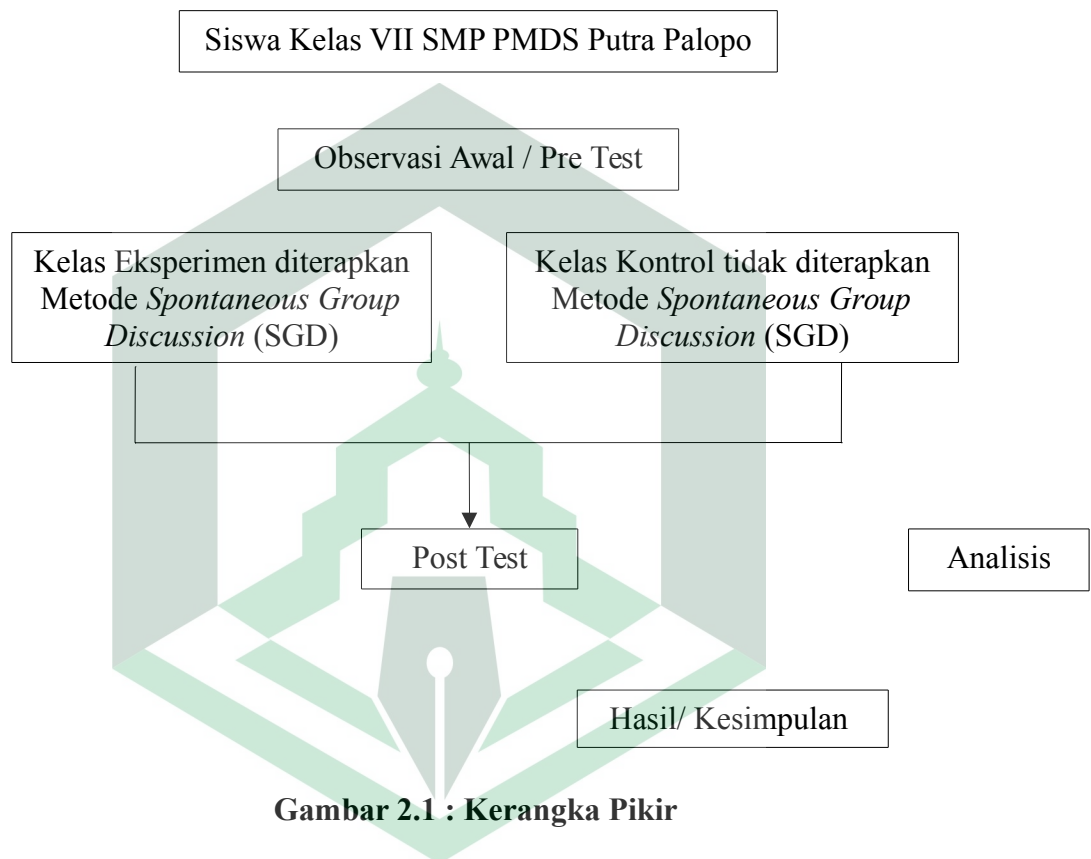 Siswa Kelas VII SMP PMDS Putra Palopo
Observasi Awal / Pre Test
Kelas Eksperimen diterapkan
Metode Spontaneous Group
Discussion (SGD)
Kelas Kontrol tidak diterapkan
Metode Spontaneous Group
Discussion (SGD)
Post Test
Analisis
Hasil/ Kesimpulan
Gambar 2.1 : Kerangka Pikir